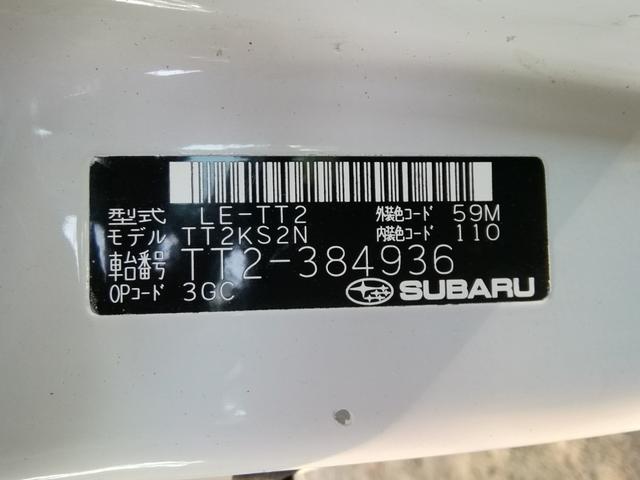 型式 LE-TT2 外装色コード 59M
モデル TT2KS2N 内装色コード 110
車台番号 TT2-384936
OPコード 3GC SUBARU